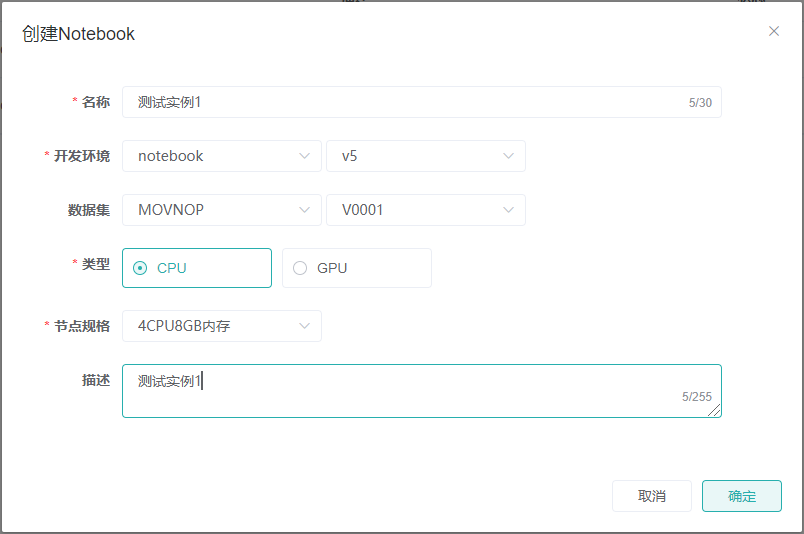 创建Notebook
* 名称 测试实例1 5/30
* 开发环境 notebook v5
数据集 MOVNOP V0001
* 类型 CPU GPU
* 节点规格 4CPU8GB内存
描述 测试实例1
5/255
取消 确定